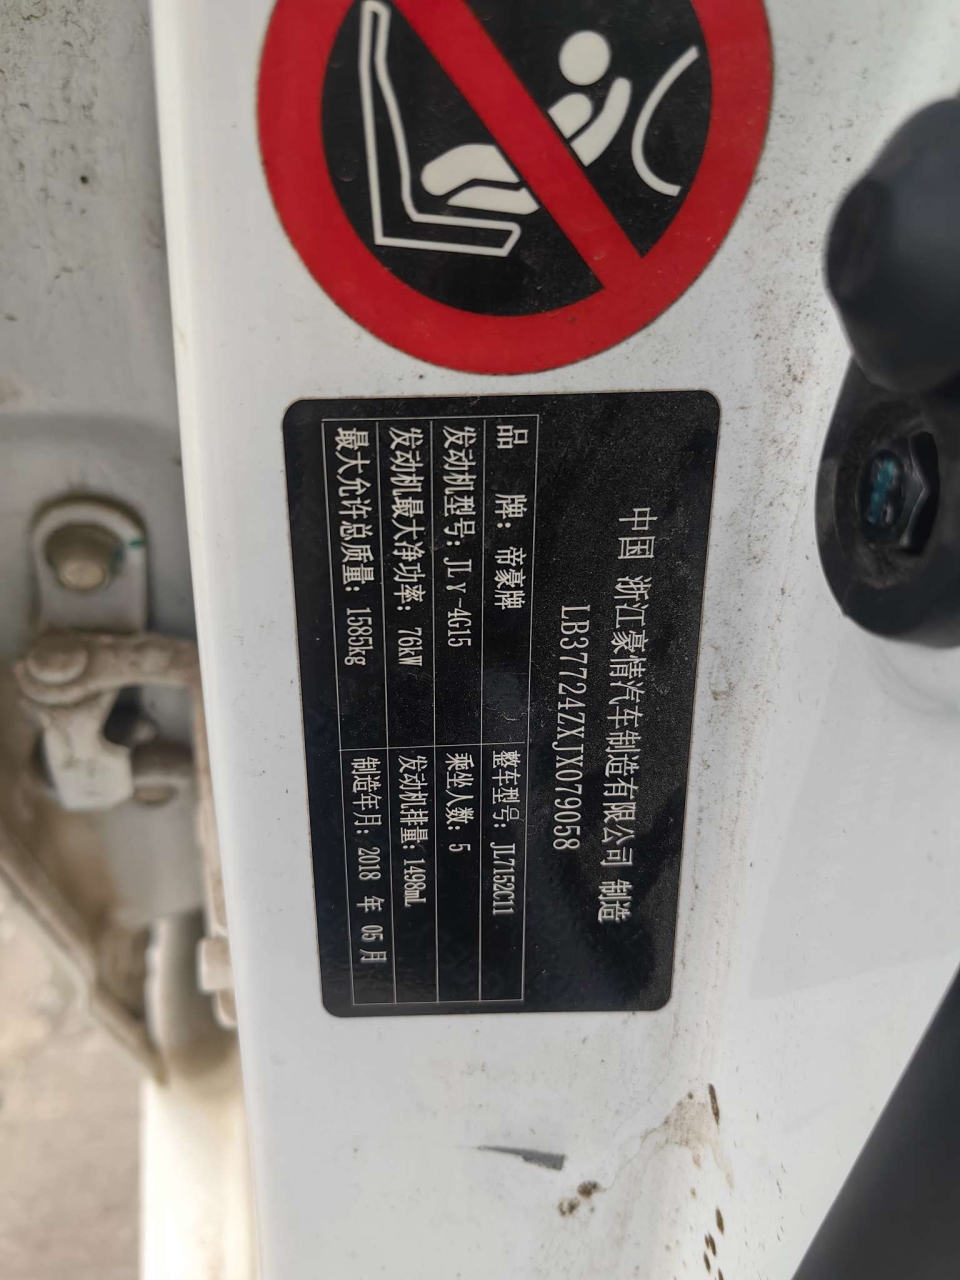 中国 浙江豪情汽车制造有限公司 制造
LB37724ZXJX079058
品 牌: 帝豪牌 整车型号: JL7152C11
发动机型号: JLγ-4G15 乘坐人数: 5
发动机最大净功率: 76kW 发动机排量: 1498mL
最大允许总质量: 1585kg 制造年月: 2018 年 05 月